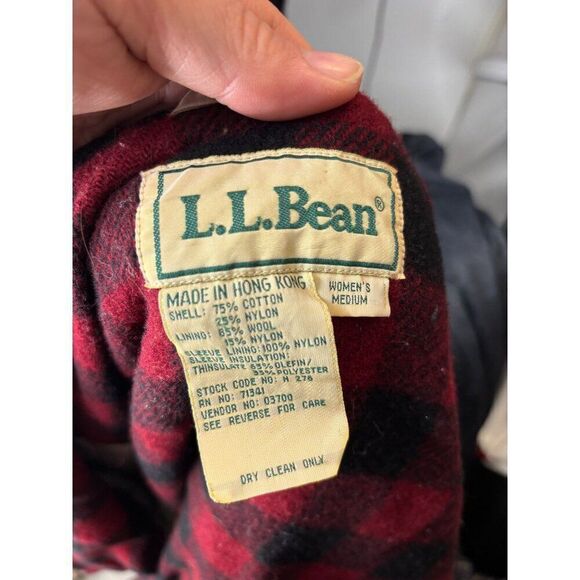 L.L.Bean®
MADE IN HONG KONG
SHELL: 75% COTTON
25% NYLON
LINING: 85% WOOL
15% NYLON
SLEEVE LINING: 100% NYLON
SLEEVE INSULATION:
THINSULATE 65% OLEFIN/
35% POLYESTER
STOCK CODE NO: H 276
RN NO: 71341
VENDOR NO: 03700
SEE REVERSE FOR CARE
DRY CLEAN ONLY
WOMEN'S
MEDIUM